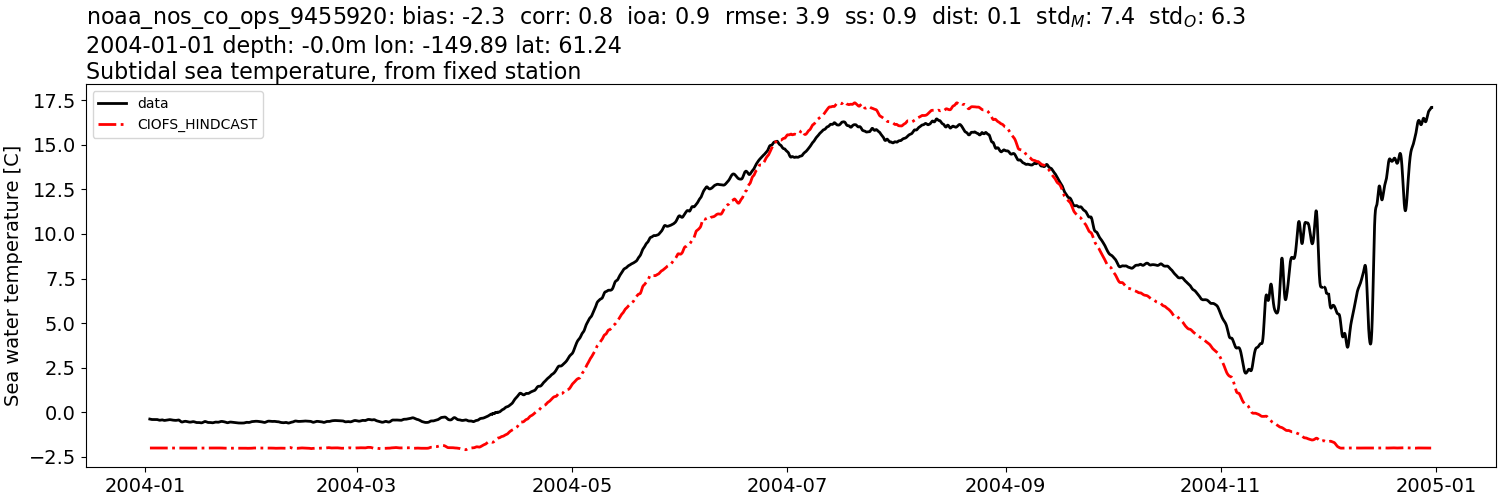 noaa_nos_co_ops_9455920: bias: -2.3 corr: 0.8 ioa: 0.9 rmse: 3.9 ss: 0.9 dist: 0.1 std_M: 7.4 std_O: 6.3
2004-01-01 depth: -0.0m lon: -149.89 lat: 61.24
Subtidal sea temperature, from fixed station
data
CIOFS_HINDCAST
Sea water temperature [C]
17.5
15.0
12.5
10.0
7.5
5.0
2.5
0.0
−2.5
2004-01 2004-03 2004-05 2004-07 2004-09 2004-11 2005-01